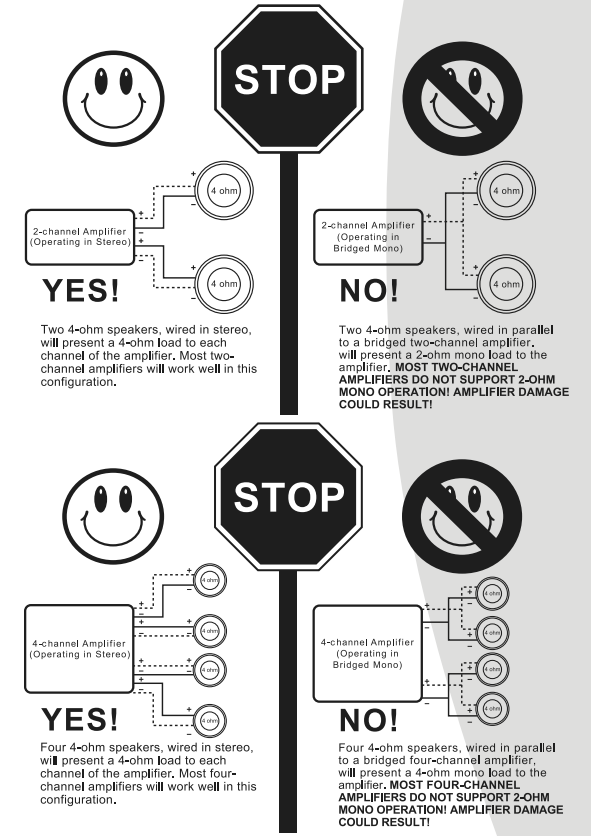 STOP
+
4 ohm
−
2-channel Amplifier
(Operating in Stereo)
+
−
+
−
+
4 ohm
−
YES!
Two 4-ohm speakers, wired in stereo,
will present a 4-ohm load to each
channel of the amplifier. Most two-
channel amplifiers will work well in this
configuration.
+
4 ohm
−
2-channel Amplifier
(Operating in
Bridged Mono)
+
−
+
4 ohm
−
NO!
Two 4-ohm speakers, wired in parallel
to a bridged two-channel amplifier.
will present a 2-ohm mono load to the
amplifier. MOST TWO-CHANNEL
AMPLIFIERS DO NOT SUPPORT 2-OHM
MONO OPERATION! AMPLIFIER DAMAGE
COULD RESULT!
STOP
+
4 ohm
−
4-channel Amplifier
(Operating in Stereo)
+
−
+
−
+
−
+
−
+
4 ohm
−
+
4 ohm
−
+
4 ohm
−
YES!
Four 4-ohm speakers, wired in stereo,
will present a 4-ohm load to each
channel of the amplifier. Most four-
channel amplifiers will work well in this
configuration.
+
4 ohm
−
4-channel Amplifier
(Operating in
Bridged Mono)
+
−
+
−
+
4 ohm
−
+
4 ohm
−
+
4 ohm
−
NO!
Four 4-ohm speakers, wired in parallel
to a bridged four-channel amplifier,
will present a 4-ohm mono load to the
amplifier. MOST FOUR-CHANNEL
AMPLIFIERS DO NOT SUPPORT 2-OHM
MONO OPERATION! AMPLIFIER DAMAGE
COULD RESULT!